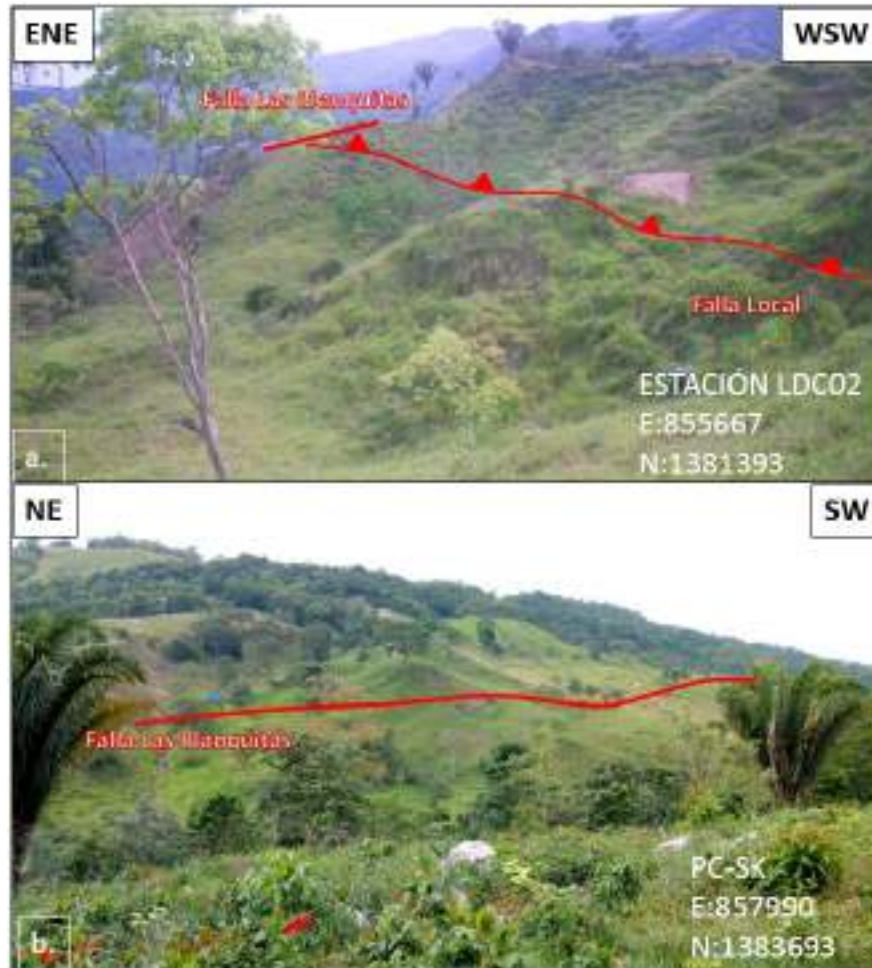 ENE
WSW
Falla Las Blanquitas
Falla Local
ESTACIÓN LDC02
E:855667
N:1381393
a.
NE
SW
Falla Las Blanquitas
PC-SK
E:857990
N:1383693
b.